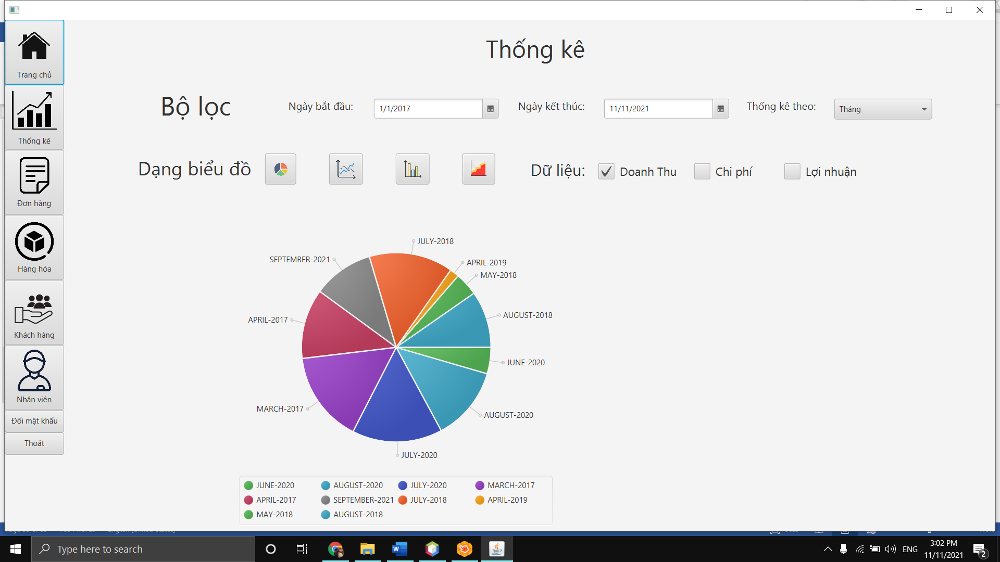 Thống kê
Trang chủ
Thống kê
Đơn hàng
Hàng hóa
Khách hàng
Nhân viên
Đổi mật khẩu
Thoát
Bộ lọc
Ngày bắt đầu: 1/1/2017
Ngày kết thúc: 11/11/2021
Thống kê theo: Tháng
Dạng biểu đồ
Dữ liệu: Doanh Thu Chi phí Lợi nhuận
JULY-2018
SEPTEMBER-2021
APRIL-2019
MAY-2018
AUGUST-2018
APRIL-2017
JUNE-2020
MARCH-2017
AUGUST-2020
JULY-2020
JUNE-2020 AUGUST-2020 JULY-2020 MARCH-2017
APRIL-2017 SEPTEMBER-2021 JULY-2018 APRIL-2019
MAY-2018 AUGUST-2018
Type here to search
W
ENG
3:02 PM
11/11/2021
2